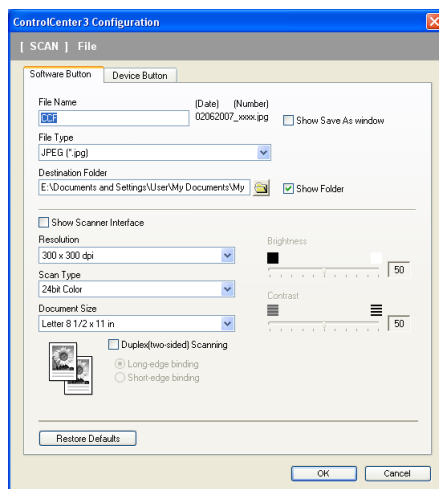 ControlCenter3 Configuration
[ SCAN ] File
Software Button Device Button
File Name (Date) (Number)
CCF 02062007_xxxx.jpg Show Save As window
File Type
JPEG (*.jpg)
Destination Folder
E:\Documents and Settings\User\My Documents\My Show Folder
Show Scanner Interface
Resolution Brightness
300 x 300 dpi 50
Scan Type
24bit Color Contrast
Document Size
Letter 8 1/2 x 11 in 50
Duplex(two-sided) Scanning
Long-edge binding
Short-edge binding
Restore Defaults
OK Cancel